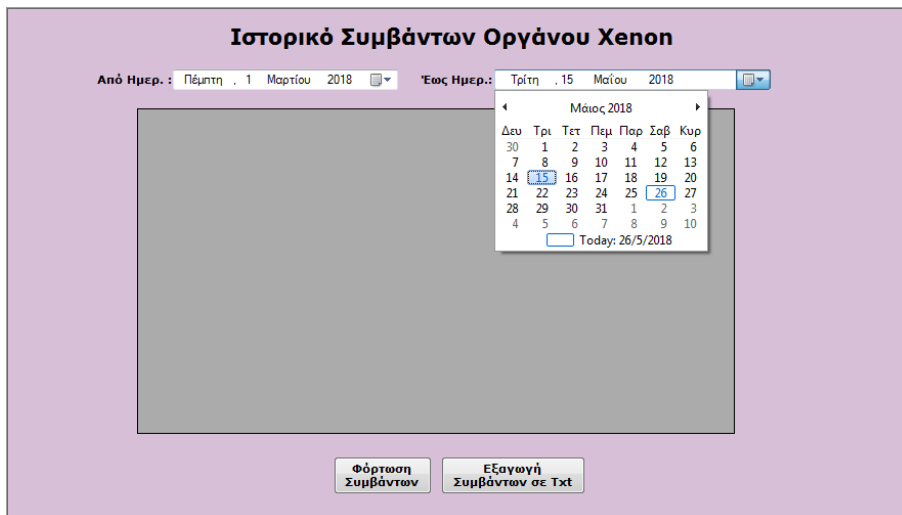 Ιστορικό Συμβάντων Οργάνου Xenon
Από Ημερ. : Πέμπτη , 1 Μαρτίου 2018 Έως Ημερ.: Τρίτη , 15 Μαΐου 2018
Μάιος 2018
Δευ Τρι Τετ Πεμ Παρ Σαβ Κυρ
30 1 2 3 4 5 6
7 8 9 10 11 12 13
14 15 16 17 18 19 20
21 22 23 24 25 26 27
28 29 30 31 1 2 3
4 5 6 7 8 9 10
Today: 26/5/2018
Φόρτωση
Συμβάντων
Εξαγωγή
Συμβάντων σε Txt